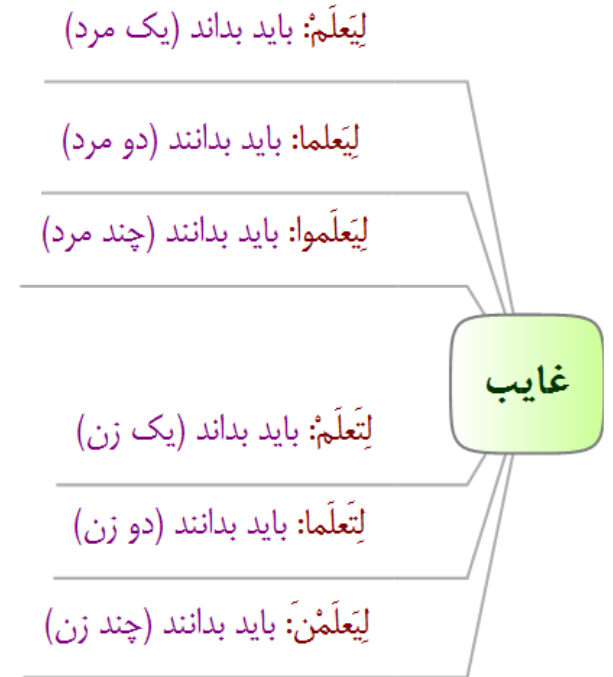 لِیَعلَمْ: باید بداند (یک مرد)
لِیَعلما: باید بدانند (دو مرد)
لِیَعلَموا: باید بدانند (چند مرد)
غایب
لِتَعلَمْ: باید بداند (یک زن)
لِتَعلَما: باید بدانند (دو زن)
لِیَعلَمْنَ: باید بدانند (چند زن)